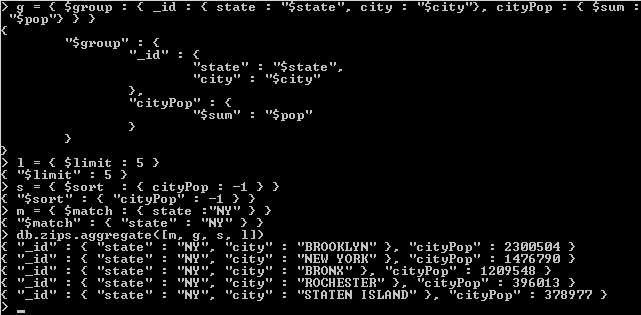 > g = { $group : { _id : { state : "$state", city : "$city"}, cityPop : { $sum :
"$pop"} } }
{
"$group" : {
"_id" : {
"state" : "$state",
"city" : "$city"
},
"cityPop" : {
"$sum" : "$pop"
}
}
}
> l = { $limit : 5 }
{ "$limit" : 5 }
> s = { $sort  : { cityPop : -1 } }
{ "$sort" : { "cityPop" : -1 } }
> m = { $match : { state :"NY" } }
{ "$match" : { "state" : "NY" } }
> db.zips.aggregate([m, g, s, l])
{ "_id" : { "state" : "NY", "city" : "BROOKLYN" }, "cityPop" : 2300504 }
{ "_id" : { "state" : "NY", "city" : "NEW YORK" }, "cityPop" : 1476790 }
{ "_id" : { "state" : "NY", "city" : "BRONX" }, "cityPop" : 1209548 }
{ "_id" : { "state" : "NY", "city" : "ROCHESTER" }, "cityPop" : 396013 }
{ "_id" : { "state" : "NY", "city" : "STATEN ISLAND" }, "cityPop" : 378977 }
> _